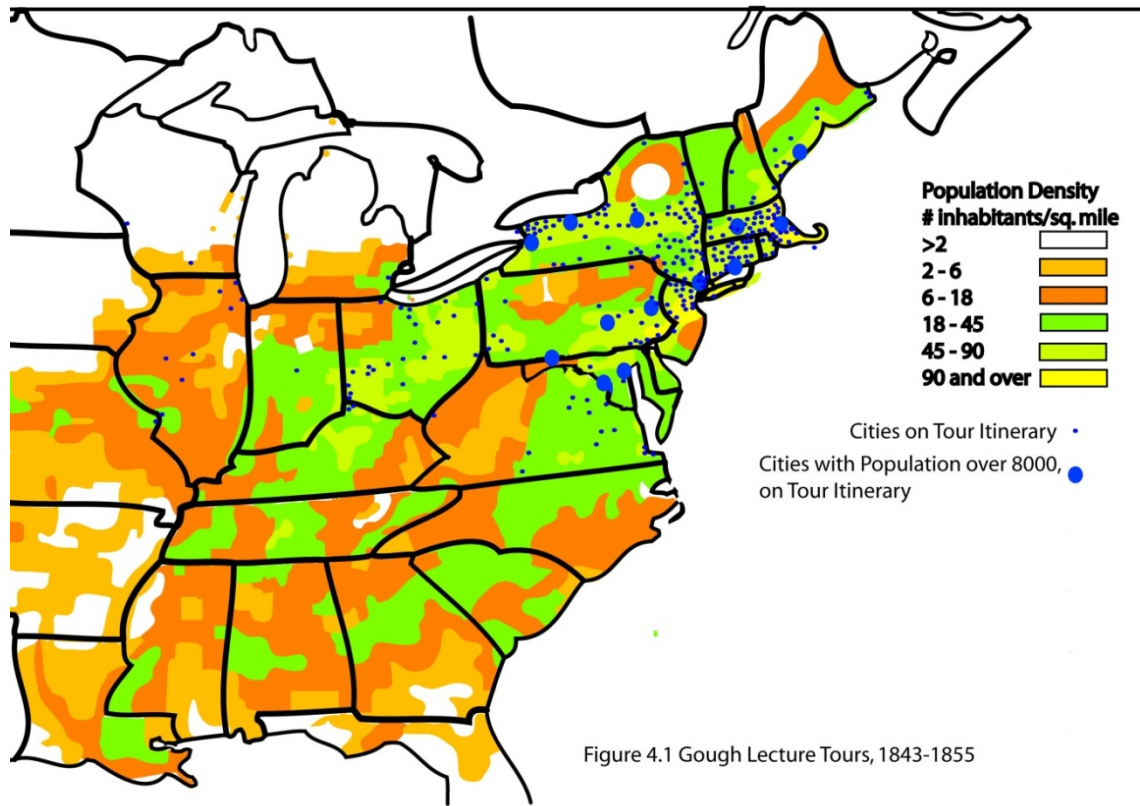 Population Density
# inhabitants/sq.mile
>2
2 - 6
6 - 18
18 - 45
45 - 90
90 and over
Cities on Tour Itinerary
Cities with Population over 8000,
on Tour Itinerary
Figure 4.1 Gough Lecture Tours, 1843-1855